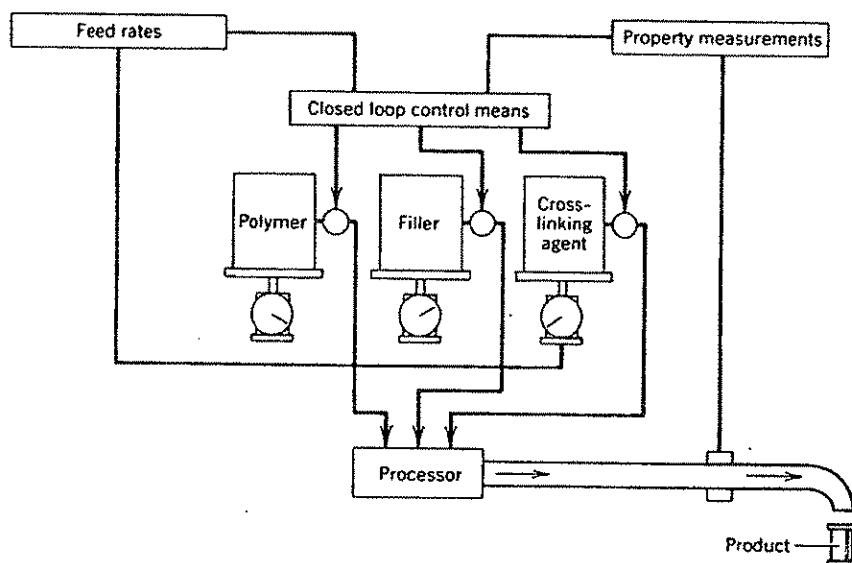 Feed rates
Property measurements
Closed loop control means
Polymer
Filler
Cross-
linking
agent
Processor
Product